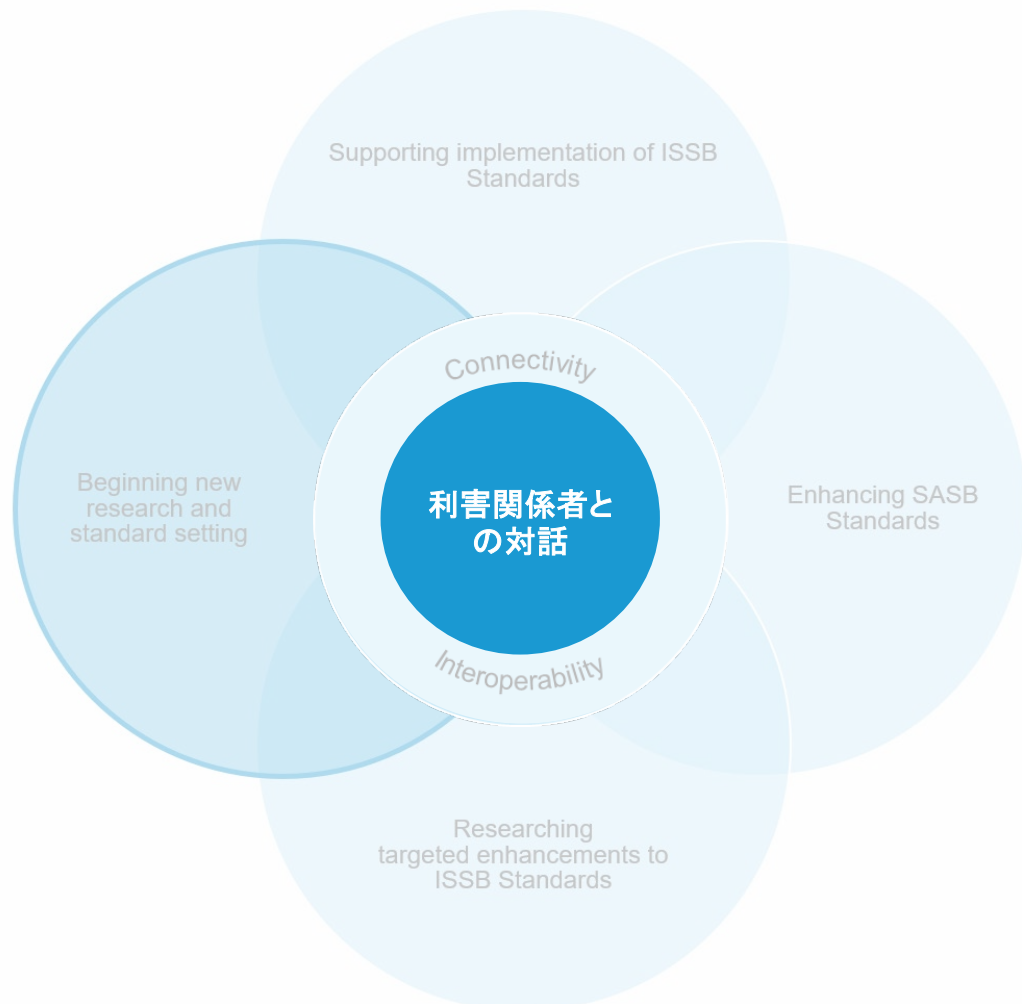 Supporting implementation of ISSB
Standards
Connectivity
Beginning new
research and
standard setting
利害関係者と
の対話
Enhancing SASB
Standards
Interoperability
Researching
targeted enhancements to
ISSB Standards